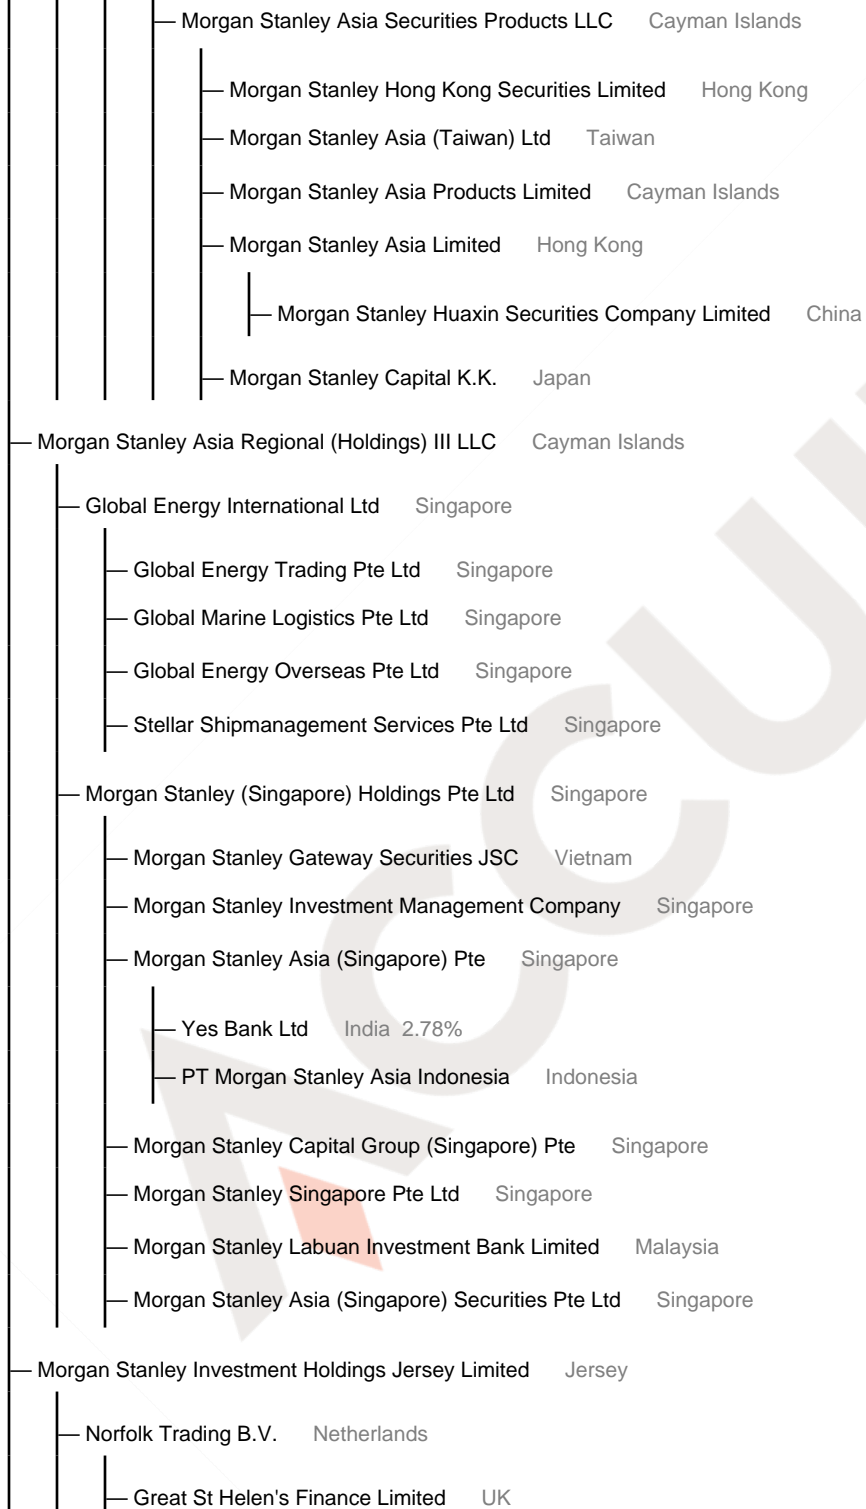 Morgan Stanley Asia Securities Products LLC Cayman Islands
Morgan Stanley Hong Kong Securities Limited Hong Kong
Morgan Stanley Asia (Taiwan) Ltd Taiwan
Morgan Stanley Asia Products Limited Cayman Islands
Morgan Stanley Asia Limited Hong Kong
Morgan Stanley Huaxin Securities Company Limited China
Morgan Stanley Capital K.K. Japan
Morgan Stanley Asia Regional (Holdings) III LLC Cayman Islands
Global Energy International Ltd Singapore
Global Energy Trading Pte Ltd Singapore
Global Marine Logistics Pte Ltd Singapore
Global Energy Overseas Pte Ltd Singapore
Stellar Shipmanagement Services Pte Ltd Singapore
Morgan Stanley (Singapore) Holdings Pte Ltd Singapore
Morgan Stanley Gateway Securities JSC Vietnam
Morgan Stanley Investment Management Company Singapore
Morgan Stanley Asia (Singapore) Pte Singapore
Yes Bank Ltd India 2.78%
PT Morgan Stanley Asia Indonesia Indonesia
Morgan Stanley Capital Group (Singapore) Pte Singapore
Morgan Stanley Singapore Pte Ltd Singapore
Morgan Stanley Labuan Investment Bank Limited Malaysia
Morgan Stanley Asia (Singapore) Securities Pte Ltd Singapore
Morgan Stanley Investment Holdings Jersey Limited Jersey
Norfolk Trading B.V. Netherlands
Great St Helen's Finance Limited UK